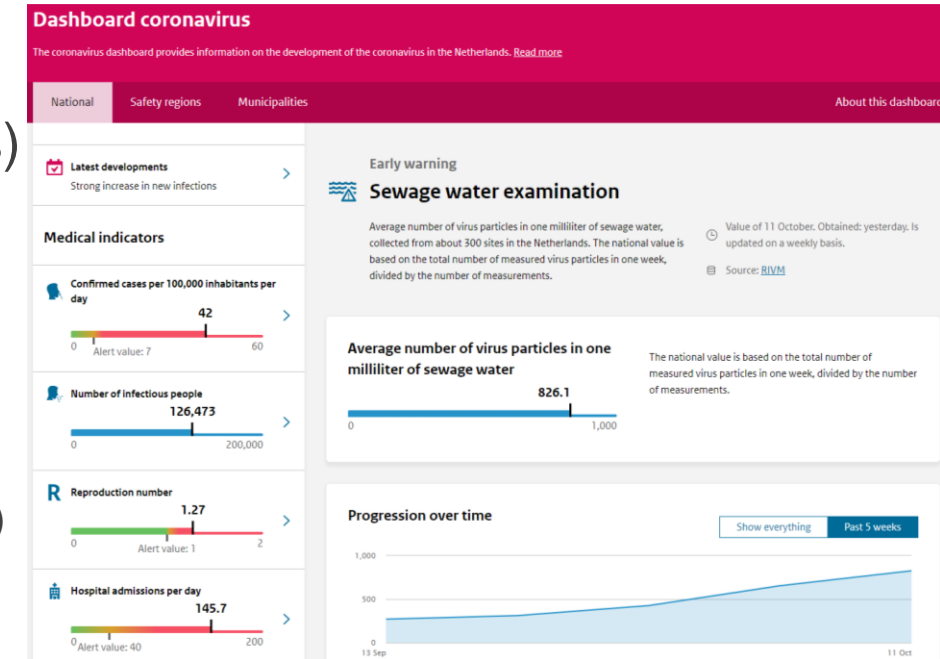 Dashboard coronavirus
The coronavirus dashboard provides information on the development of the coronavirus in the Netherlands. Read more
National
Safety regions
Municipalities
About this dashboard
)
Latest developments
Strong increase in new infections
Medical indicators
Confirmed cases per 100,000 inhabitants per
day
42
0
Alert value: 7
60
Number of infectious people
126,473
0
200,000
R
Reproduction number
1.27
0
Alert value: 1
2
)
Hospital admissions per day
145.7
0
Alert value: 40
200
Early warning
Sewage water examination
Average number of virus particles in one milliliter of sewage water,
collected from about 300 sites in the Netherlands. The national value is
based on the total number of measured virus particles in one week,
divided by the number of measurements.
Value of 11 October. Obtained: yesterday. Is
updated on a weekly basis.
Source: RIVM
Average number of virus particles in one
milliliter of sewage water
826.1
0
1,000
The national value is based on the total number of
measured virus particles in one week, divided by the number
of measurements.
Progression over time
Show everything
Past 5 weeks
1,000
500
0
13 Sep
11 Oct